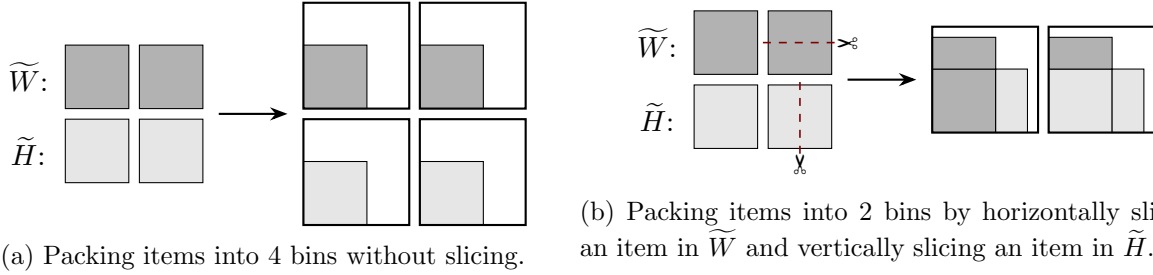 W̃:
H̃:
(a) Packing items into 4 bins without slicing.
W̃:
H̃:
(b) Packing items into 2 bins by horizontally sli
an item in W̃ and vertically slicing an item in H̃.